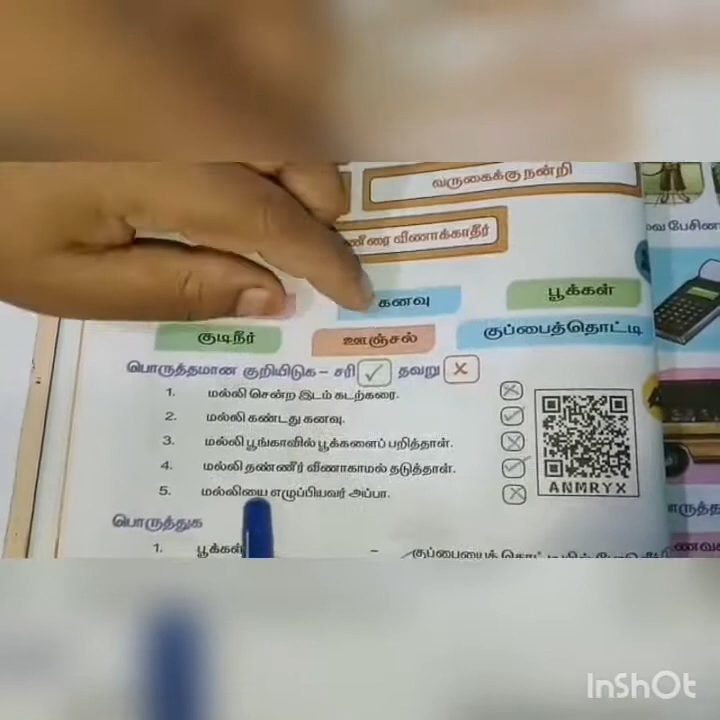 வருகைக்கு நன்றி
வீணாக்காதீர்
கனவு
பூக்கள்
குடிநீர்
ஊஞ்சல்
குப்பைத்தொட்டி
பொருத்தமான குறியிடுக – சரி ✓ தவறு ✗
1. மல்லி சென்ற இடம் கடற்கரை. ✗
2. மல்லி கண்டது கனவு. ✓
3. மல்லி பூங்காவில் பூக்களைப் பறித்தாள். ✗
4. மல்லி தண்ணீர் வீணாகாமல் தடுத்தாள். ✓
5. மல்லியை எழுப்பியவர் அப்பா. ✗
ANMRYX
பொருத்துக
1. பூக்கள் –
InShOt